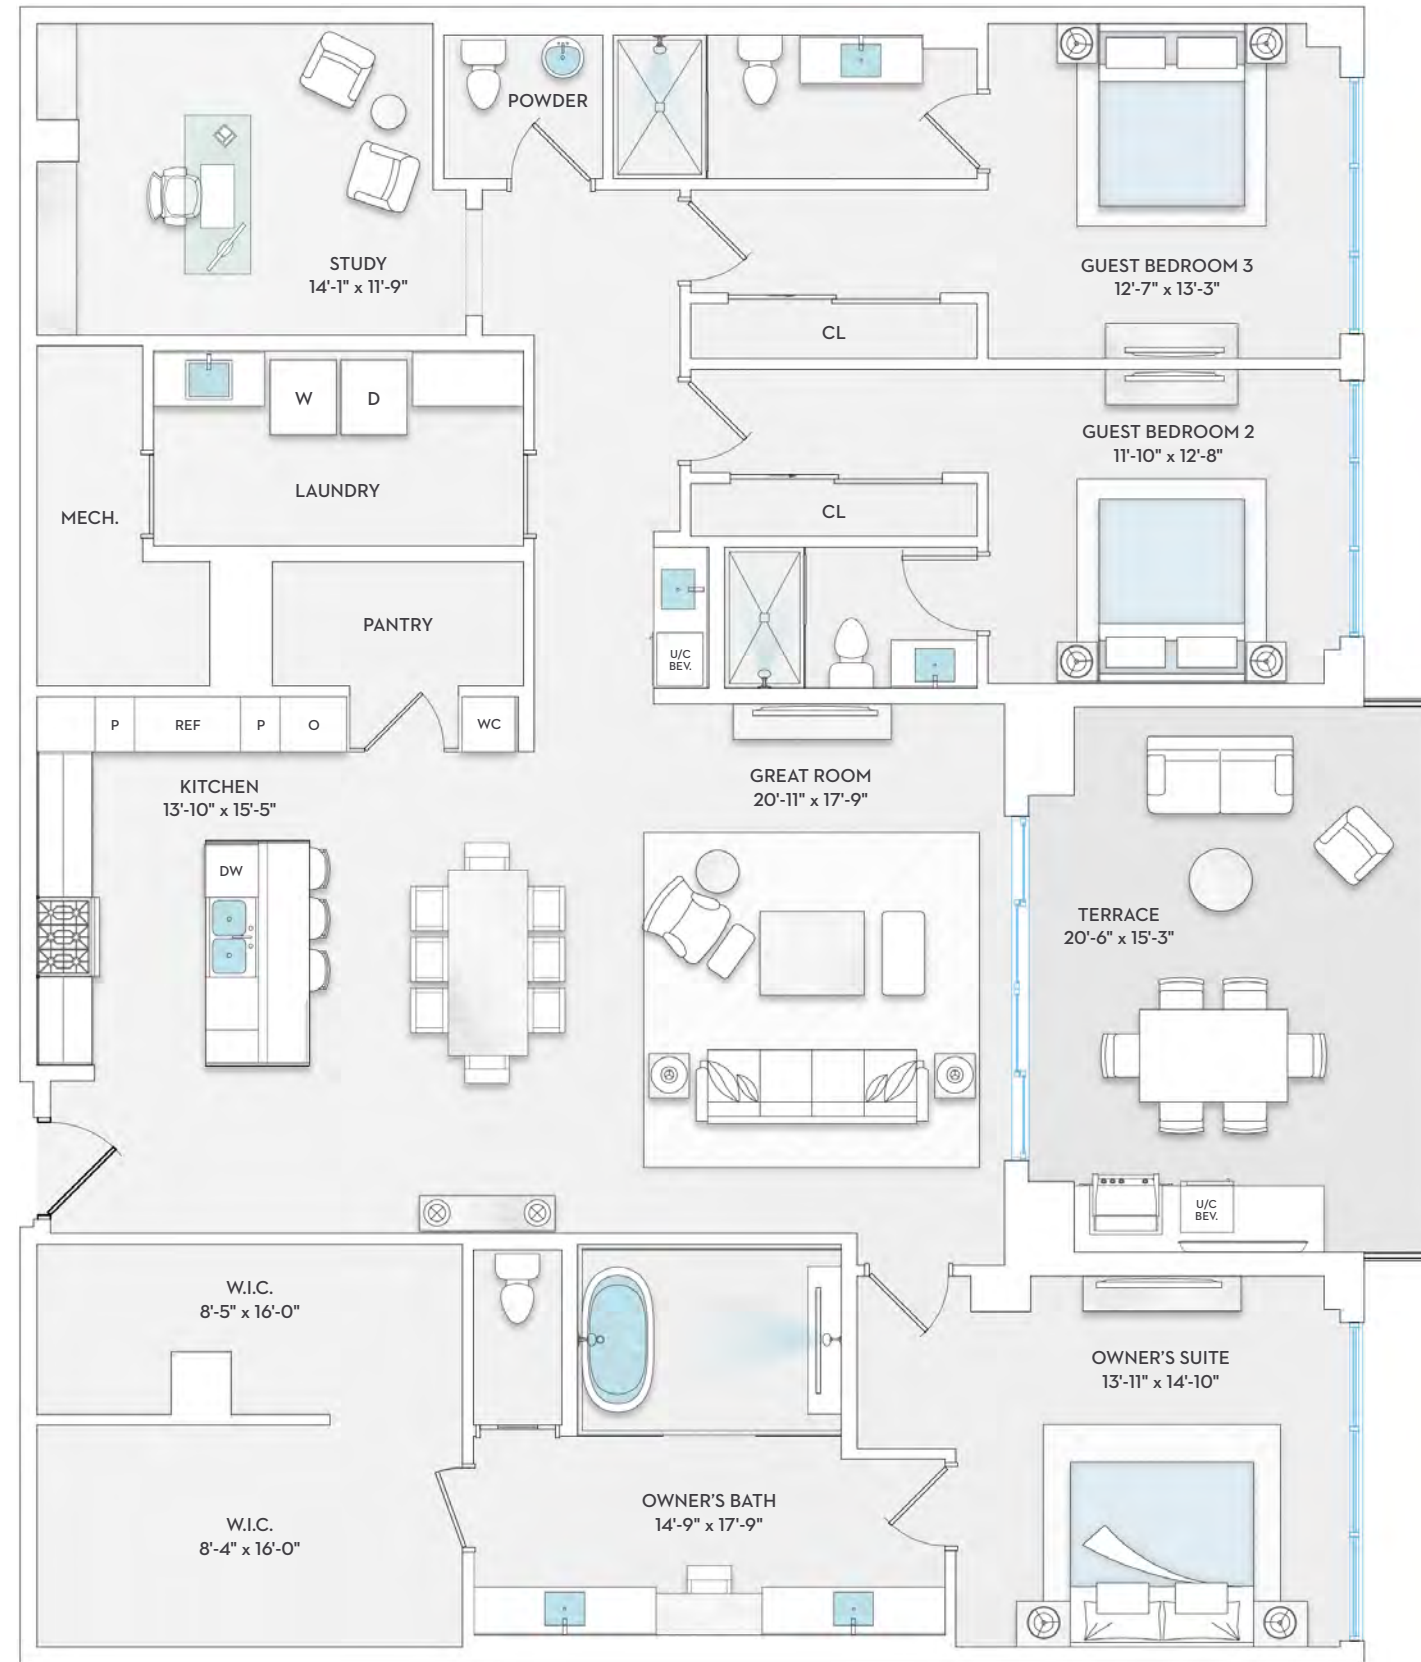 POWDER
STUDY
14'-1" x 11'-9"
GUEST BEDROOM 3
12'-7" x 13'-3"
CL
W
D
LAUNDRY
MECH.
GUEST BEDROOM 2
11'-10" x 12'-8"
CL
PANTRY
U/C
BEV.
P
REF
P
O
WC
KITCHEN
13'-10" x 15'-5"
GREAT ROOM
20'-11" x 17'-9"
DW
TERRACE
20'-6" x 15'-3"
U/C
BEV.
W.I.C.
8'-5" x 16'-0"
OWNER'S SUITE
13'-11" x 14'-10"
OWNER'S BATH
14'-9" x 17'-9"
W.I.C.
8'-4" x 16'-0"